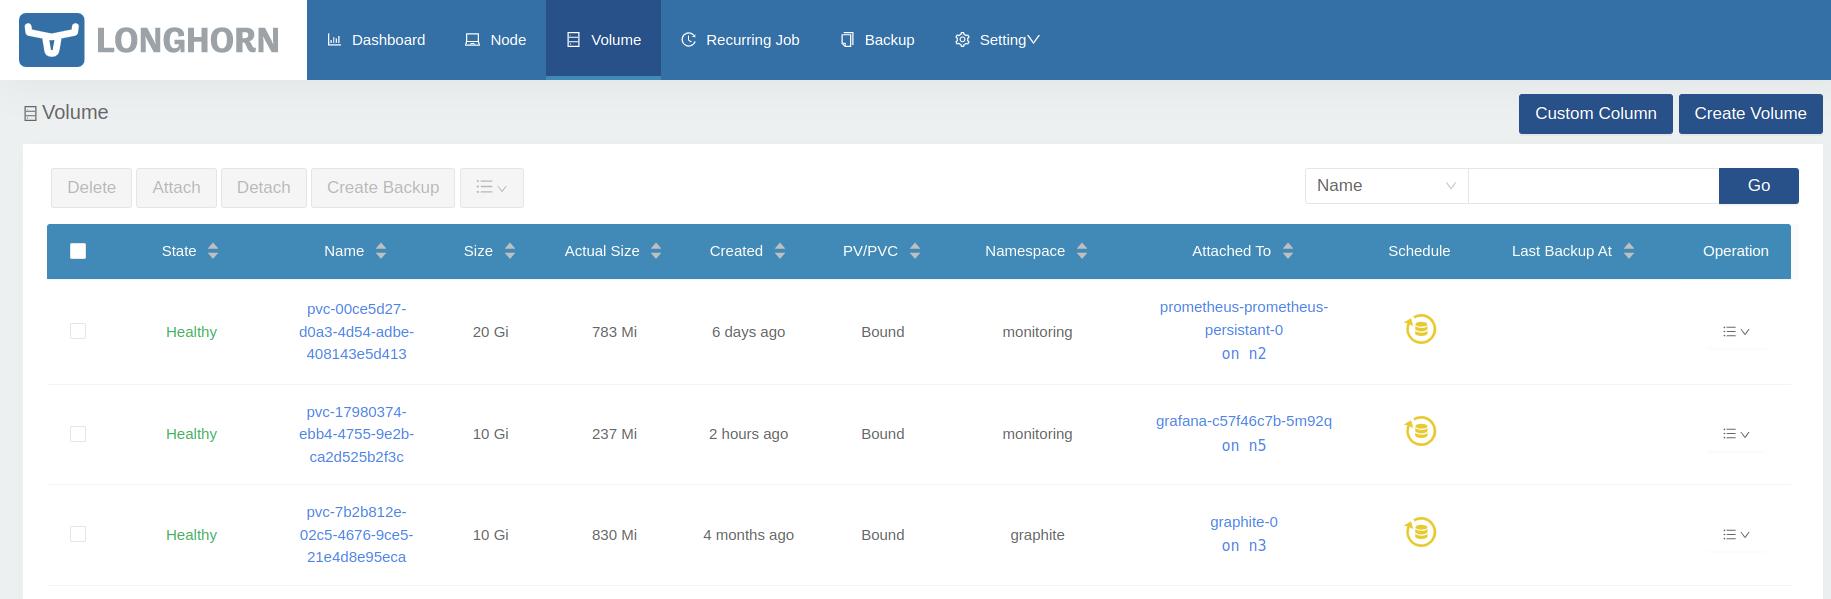 LONGHORN
Dashboard Node Volume Recurring Job Backup Setting
Volume
Custom Column Create Volume
Delete Attach Detach Create Backup
Name Go
State Name Size Actual Size Created PV/PVC Namespace Attached To Schedule Last Backup At Operation
pvc-00ce5d27-
d0a3-4d54-adbe-
408143e5d413
Healthy 20 Gi 783 Mi 6 days ago Bound monitoring
prometheus-prometheus-
persistant-0
on n2
pvc-17980374-
ebb4-4755-9e2b-
ca2d525b2f3c
Healthy 10 Gi 237 Mi 2 hours ago Bound monitoring
grafana-c57f46c7b-5m92q
on n5
pvc-7b2b812e-
02c5-4676-9ce5-
21e4d8e95eca
Healthy 10 Gi 830 Mi 4 months ago Bound graphite
graphite-0
on n3